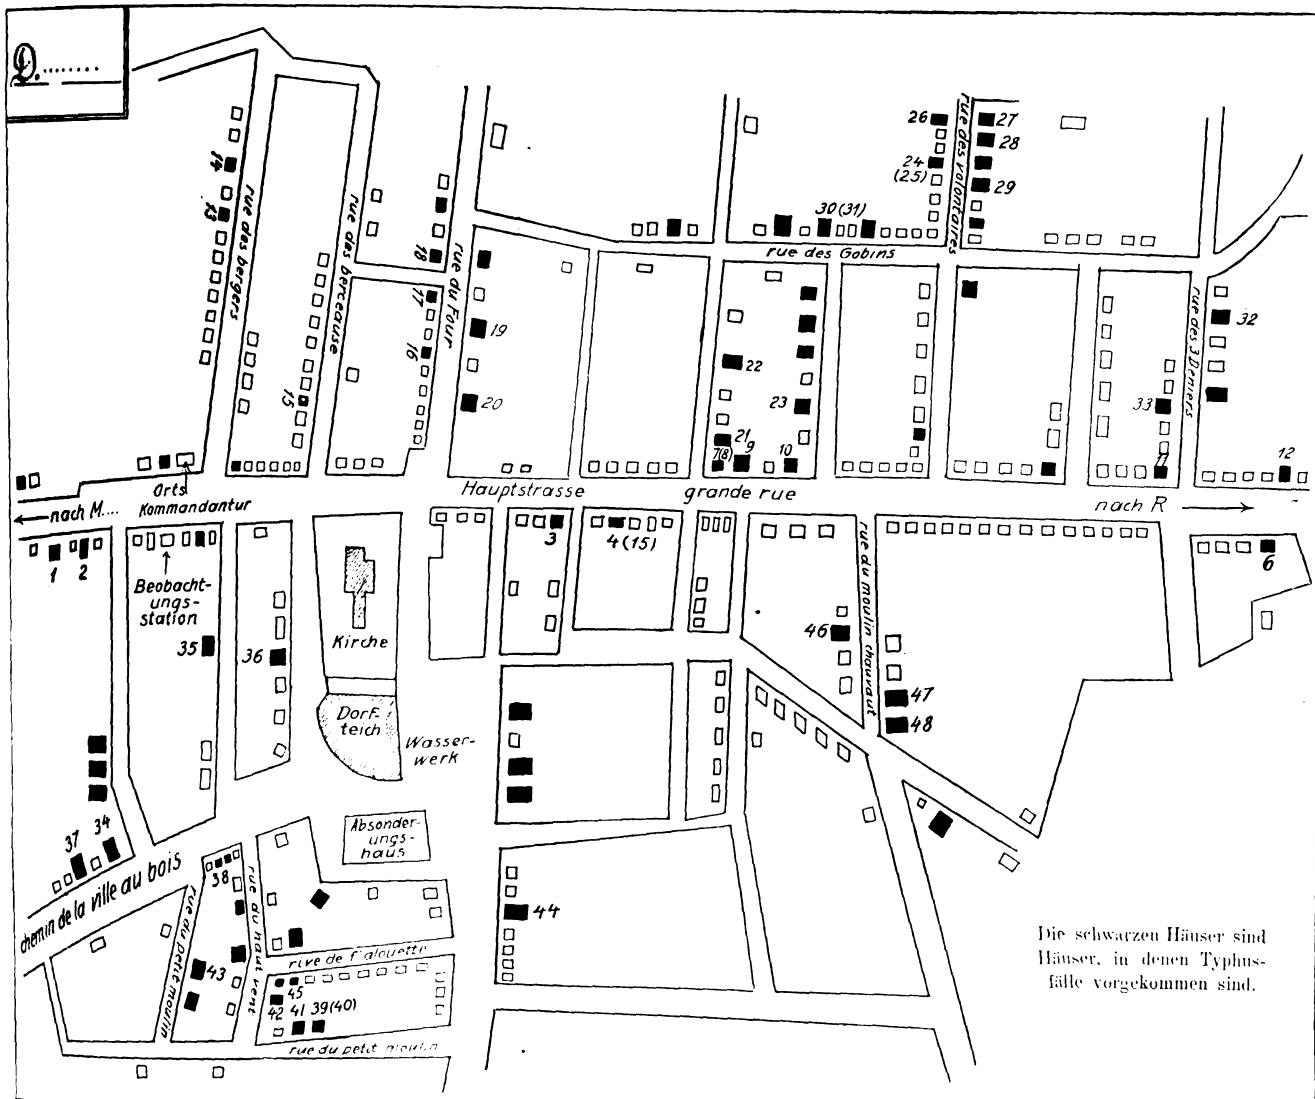 D........
26
27
28
24
(25)
29
rue des volontaires
14
13
rue des bergers
rue des berceause
18
17
16
15
rue du Four
19
20
30(31)
rue des Gobins
22
23
21
7(8)
9
10
32
rue des 3 Deniers
33
11
12
Orts
Kommandantur
nach M....
Hauptstrasse grande rue
nach R
1
2
Beobacht-
ungs-
station
3
4(15)
6
35
36
Kirche
Dorf-
teich
Wasser-
werk
46
rue du moulin chauvaut
47
48
37
34
Absonder-
ungs-
haus
38
chemin de la ville au bois
rue du petit moulin
rue du haut vent
43
44
rive de l'alouette
45
42
41
39(40)
rue du petit moulin
Die schwarzen Häuser sind
Häuser, in denen Typhus-
fälle vorgekommen sind.